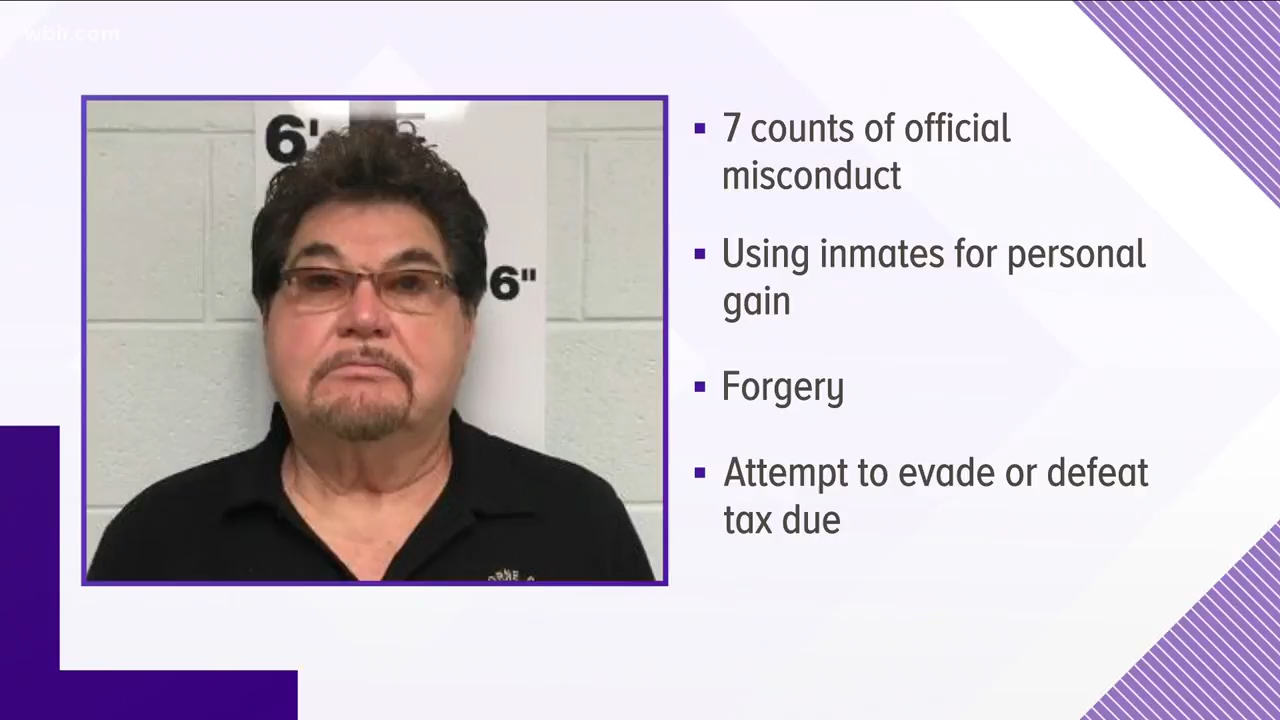 wbir.com
6'
6"
7 counts of official
misconduct
Using inmates for personal
gain
Forgery
Attempt to evade or defeat
tax due